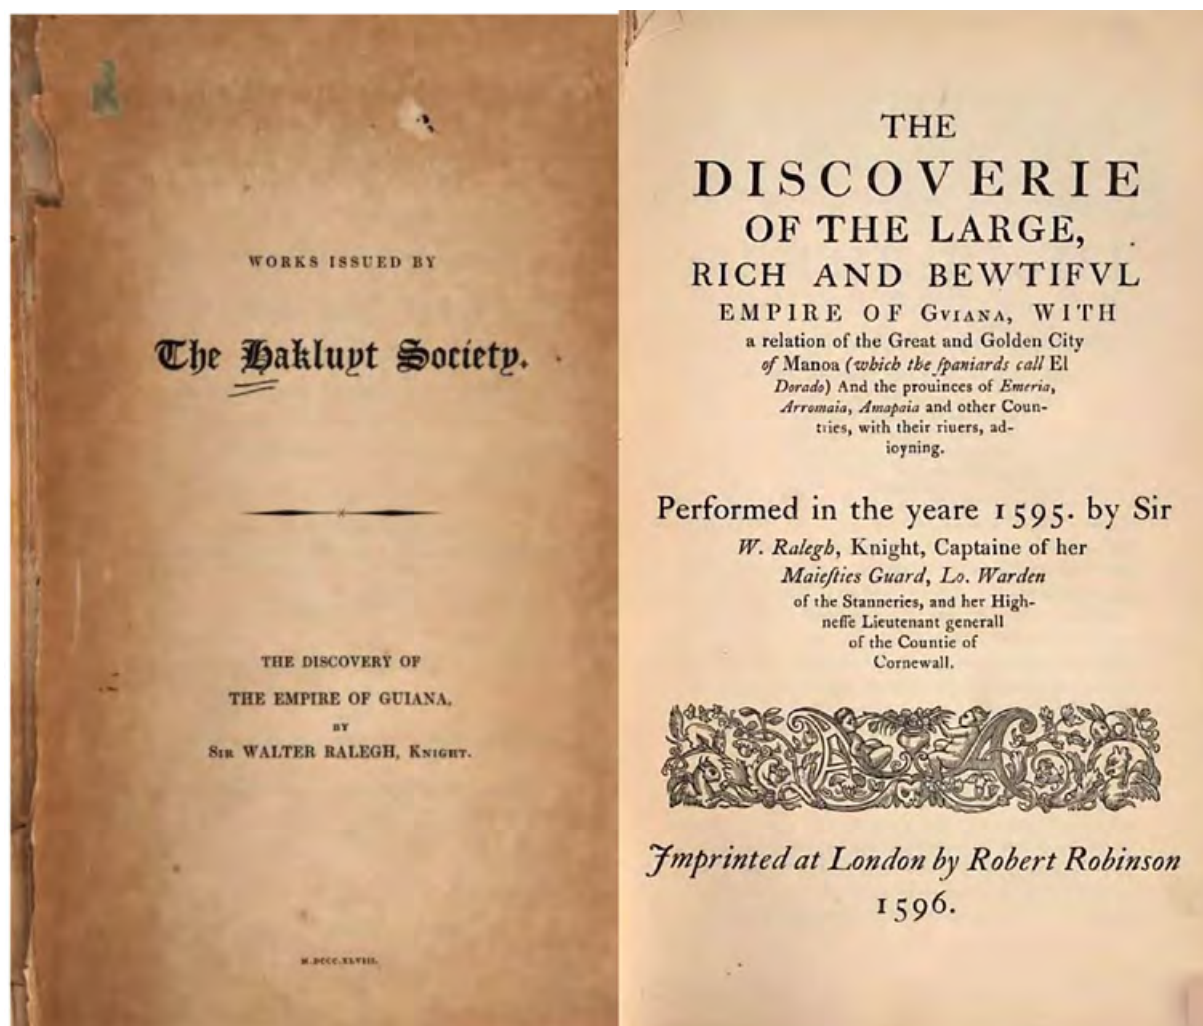 WORKS ISSUED BY
The Hakluyt Society.
THE DISCOVERY OF
THE EMPIRE OF GUIANA,
BY
SIR WALTER RALEGH, KNIGHT.
M.DCCC.XLVIII.
THE
DISCOVERIE
OF THE LARGE,
RICH AND BEWTIFVL
EMPIRE OF GVIANA, WITH
a relation of the Great and Golden City
of Manoa (which the ſpaniards call El
Dorado) And the prouinces of Emeria,
Arromaia, Amapaia and other Coun-
tries, with their riuers, ad-
ioyning.
Performed in the yeare 1595. by Sir
W. Ralegh, Knight, Captaine of her
Maieſties Guard, Lo. Warden
of the Stanneries, and her High-
neſſe Lieutenant generall
of the Countie of
Cornewall.
Imprinted at London by Robert Robinson
1596.